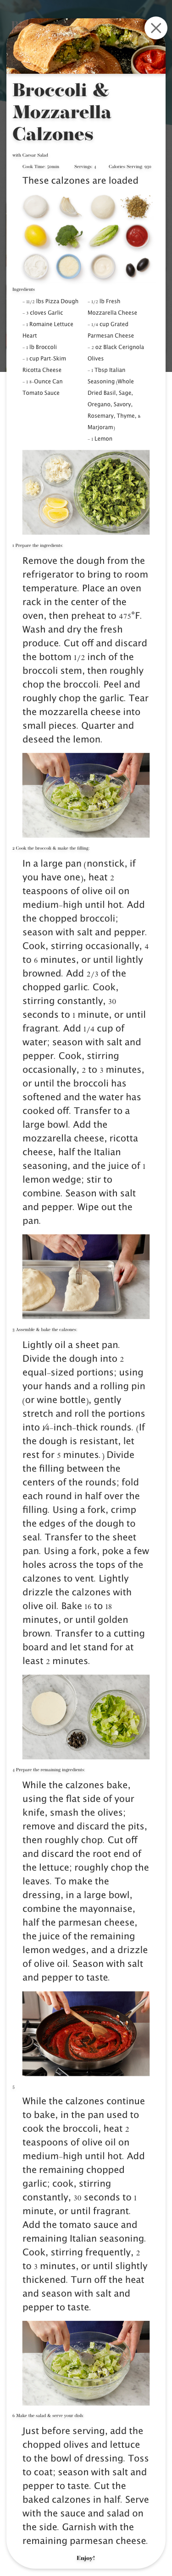 Broccoli &
Mozzarella
Calzones
with Caesar Salad
Cook Time: 50min Servings: 2 Calories Serving: 930
These calzones are loaded
Ingredients
- 1/2 lbs Pizza Dough
- 3 cloves Garlic
- 1 Romaine Lettuce
Heart
- 1 lb Broccoli
- 1 cup Part-Skim
Ricotta Cheese
- 1 8-Ounce Can
Tomato Sauce
- 1/2 lb Fresh
Mozzarella Cheese
- 1/4 cup Grated
Parmesan Cheese
- 2 oz Black Cerignola
Olives
- 1 Tbsp Italian
Seasoning (Whole
Dried Basil, Sage,
Oregano, Savory,
Rosemary, Thyme, &
Marjoram)
- 1 Lemon
1 Prepare the ingredients:
Remove the dough from the
refrigerator to bring to room
temperature. Place an oven
rack in the center of the
oven, then preheat to 475°F.
Wash and dry the fresh
produce. Cut off and discard
the bottom 1/2 inch of the
broccoli stem, then roughly
chop the broccoli. Peel and
roughly chop the garlic. Tear
the mozzarella cheese into
small pieces. Quarter and
deseed the lemon.
2 Cook the broccoli & make the filling:
In a large pan (nonstick, if
you have one), heat 2
teaspoons of olive oil on
medium-high until hot. Add
the chopped broccoli;
season with salt and pepper.
Cook, stirring occasionally, 4
to 6 minutes, or until lightly
browned. Add 2/3 of the
chopped garlic. Cook,
stirring constantly, 30
seconds to 1 minute, or until
fragrant. Add 1/4 cup of
water; season with salt and
pepper. Cook, stirring
occasionally, 2 to 3 minutes,
or until the broccoli has
softened and the water has
cooked off. Transfer to a
large bowl. Add the
mozzarella cheese, ricotta
cheese, half the Italian
seasoning, and the juice of 1
lemon wedge; stir to
combine. Season with salt
and pepper. Wipe out the
pan.
3 Assemble & bake the calzones:
Lightly oil a sheet pan.
Divide the dough into 2
equal-sized portions; using
your hands and a rolling pin
(or wine bottle), gently
stretch and roll the portions
into ¼-inch-thick rounds. (If
the dough is resistant, let
rest for 5 minutes.) Divide
the filling between the
centers of the rounds; fold
each round in half over the
filling. Using a fork, crimp
the edges of the dough to
seal. Transfer to the sheet
pan. Using a fork, poke a few
holes across the tops of the
calzones to vent. Lightly
drizzle the calzones with
olive oil. Bake 16 to 18
minutes, or until golden
brown. Transfer to a cutting
board and let stand for at
least 2 minutes.
4 Prepare the remaining ingredients:
While the calzones bake,
using the flat side of your
knife, smash the olives;
remove and discard the pits,
then roughly chop. Cut off
and discard the root end of
the lettuce; roughly chop the
leaves. To make the
dressing, in a large bowl,
combine the mayonnaise,
half the parmesan cheese,
the juice of the remaining
lemon wedges, and a drizzle
of olive oil. Season with salt
and pepper to taste.
5
While the calzones continue
to bake, in the pan used to
cook the broccoli, heat 2
teaspoons of olive oil on
medium-high until hot. Add
the remaining chopped
garlic; cook, stirring
constantly, 30 seconds to 1
minute, or until fragrant.
Add the tomato sauce and
remaining Italian seasoning.
Cook, stirring frequently, 2
to 3 minutes, or until slightly
thickened. Turn off the heat
and season with salt and
pepper to taste.
6 Make the salad & serve your dish:
Just before serving, add the
chopped olives and lettuce
to the bowl of dressing. Toss
to coat; season with salt and
pepper to taste. Cut the
baked calzones in half. Serve
with the sauce and salad on
the side. Garnish with the
remaining parmesan cheese.
Enjoy!